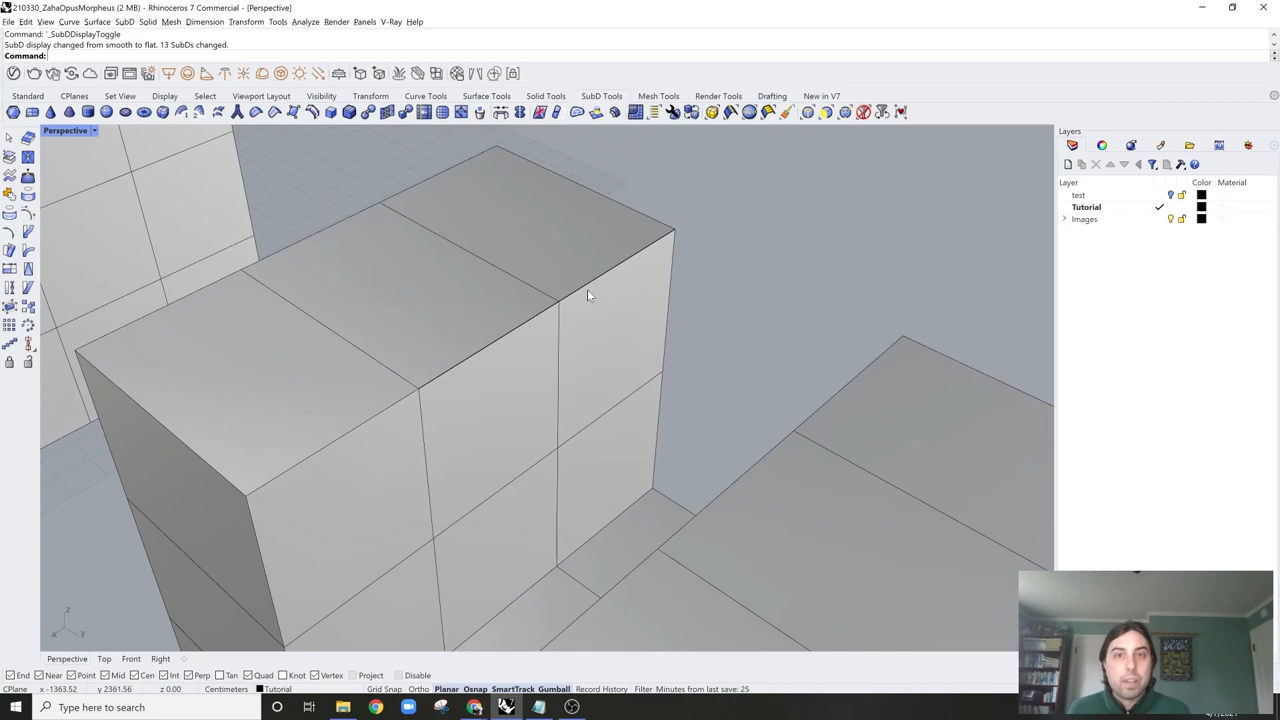 210330_ZahaOpusMorpheus (2 MB) - Rhinoceros 7 Commercial - [Perspective]
File Edit View Curve Surface SubD Solid Mesh Dimension Transform Tools Analyze Render Panels V-Ray Help
Command: '_SubDDisplayToggle
SubD display changed from smooth to flat. 13 SubDs changed.
Command:
Standard CPlanes Set View Display Select Viewport Layout Visibility Transform Curve Tools Surface Tools Solid Tools SubD Tools Mesh Tools Render Tools Drafting New in V7
Perspective
Layers
Layer Color Material
test
Tutorial
Images
z
x y
Perspective Top Front Right
End Near Point Mid Cen Int Perp Tan Quad Knot Vertex Project Disable
CPlane x -1363.52 y 2361.56 z 0.00 Centimeters Tutorial Grid Snap Ortho Planar Osnap SmartTrack Gumball Record History Filter Minutes from last save: 25
Type here to search